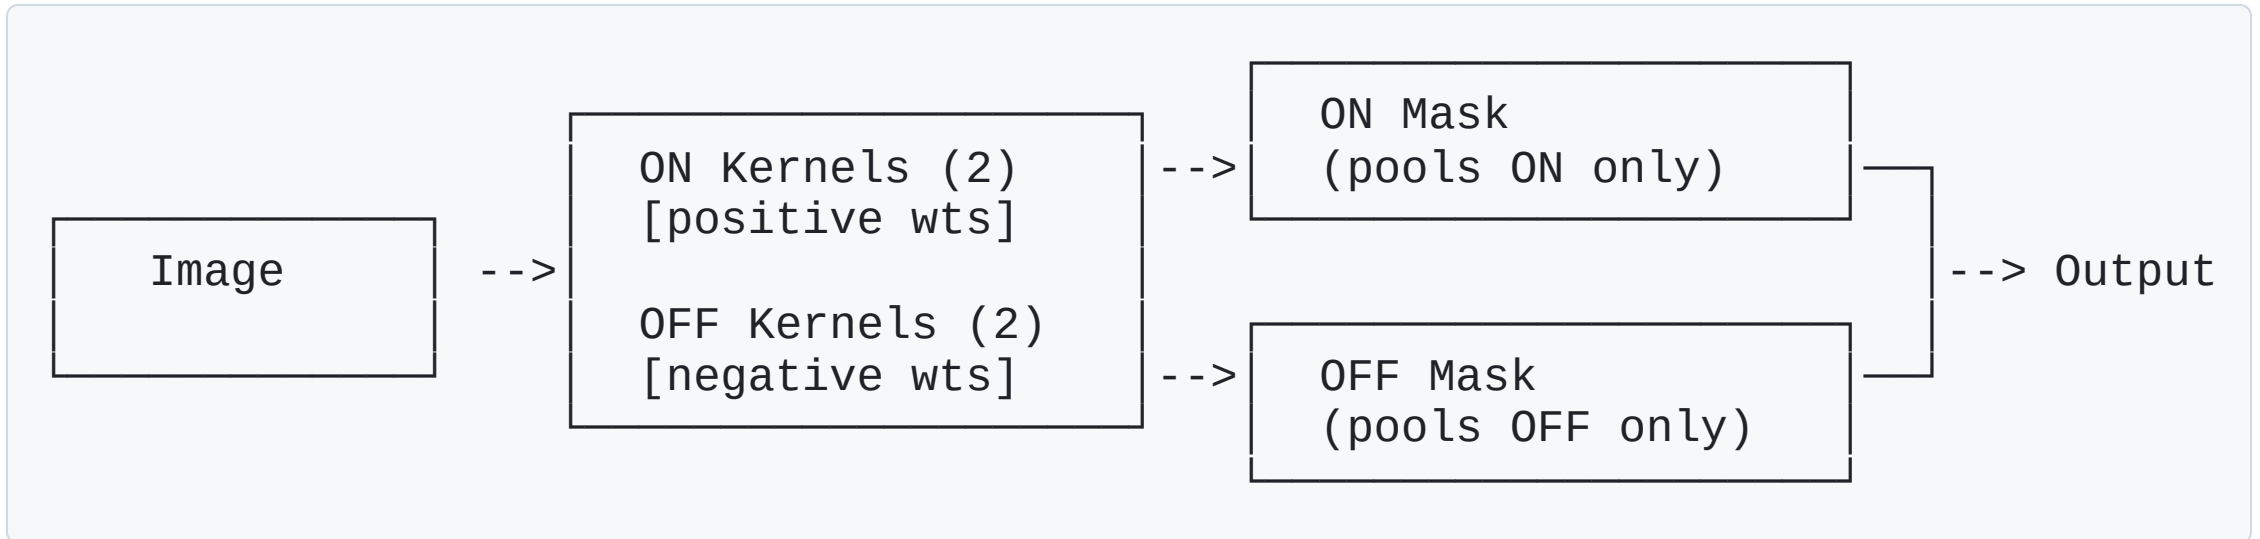 Image
-->
ON Kernels (2)
[positive wts]
OFF Kernels (2)
[negative wts]
-->
ON Mask
(pools ON only)
-->
OFF Mask
(pools OFF only)
--> Output